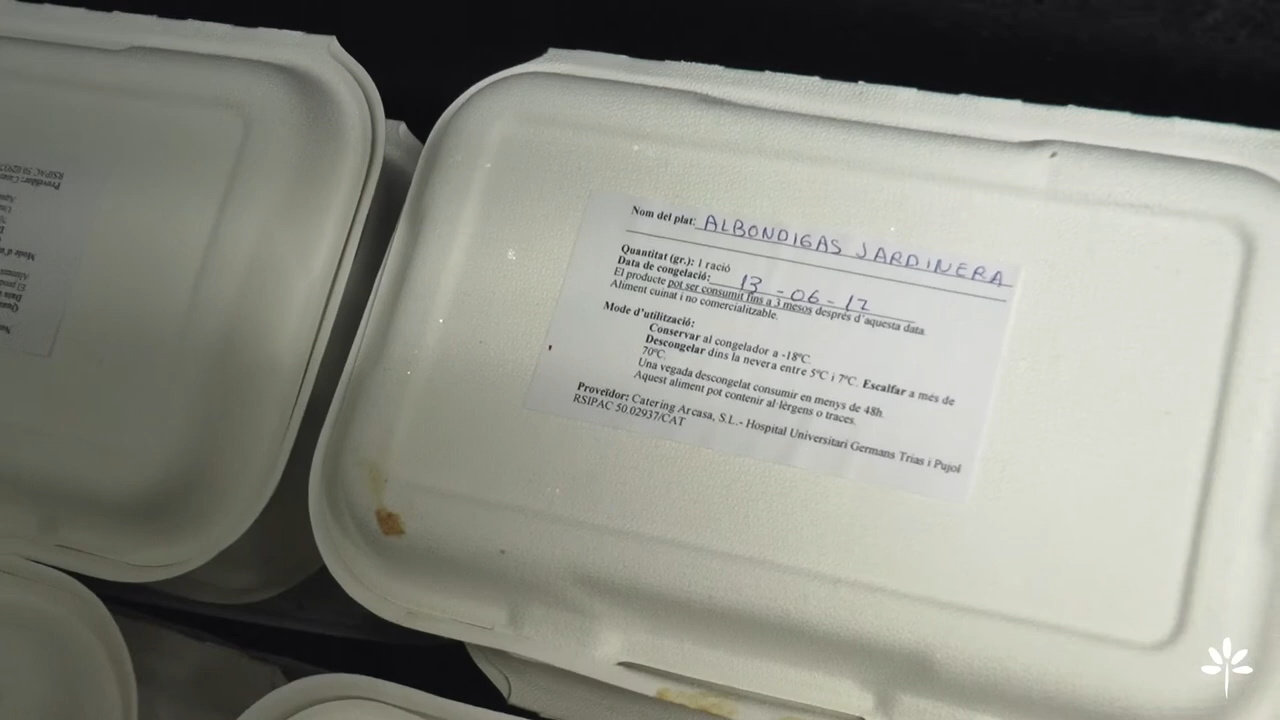 Nom del plat: ALBONDIGAS JARDINERA
Quantitat (gr.): 1 ració
Data de congelació: 13-06-12
El producte pot ser consumit fins a 3 mesos després d'aquesta data.
Aliment cuinat i no comercialitzable.
Mode d'utilització:
Conservar al congelador a -18ºC.
Descongelar dins la nevera entre 5ºC i 7ºC. Escalfar a més de
70ºC.
Una vegada descongelat consumir en menys de 48h.
Aquest aliment pot contenir al·lèrgens o traces.
Proveïdor: Catering Arcasa, S.L.- Hospital Universitari Germans Trias i Pujol
RSIPAC 50.02937/CAT